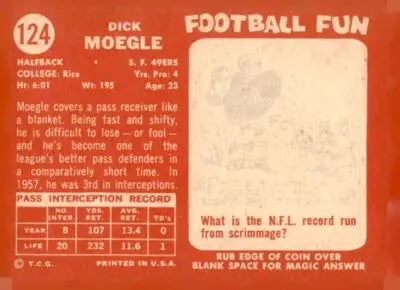 124
DICK
MOEGLE
HALFBACK • S. F. 49ERS
COLLEGE: Rice Yrs. Pro: 4
Ht: 6:01 Wt: 195 Age: 23
Moegle covers a pass receiver like
a blanket. Being fast and shifty,
he is difficult to lose — or fool —
and he's become one of the
league's better pass defenders in
a comparatively short time. In
1957, he was 3rd in interceptions.
PASS INTERCEPTION RECORD
NO. INTER. YDS. RET. AVG. RET. TD's
YEAR 8 107 13.4 0
LIFE 20 232 11.6 1
© T.C.G. PRINTED IN U.S.A.
FOOTBALL FUN
What is the N.F.L. record run
from scrimmage?
RUB EDGE OF COIN OVER
BLANK SPACE FOR MAGIC ANSWER